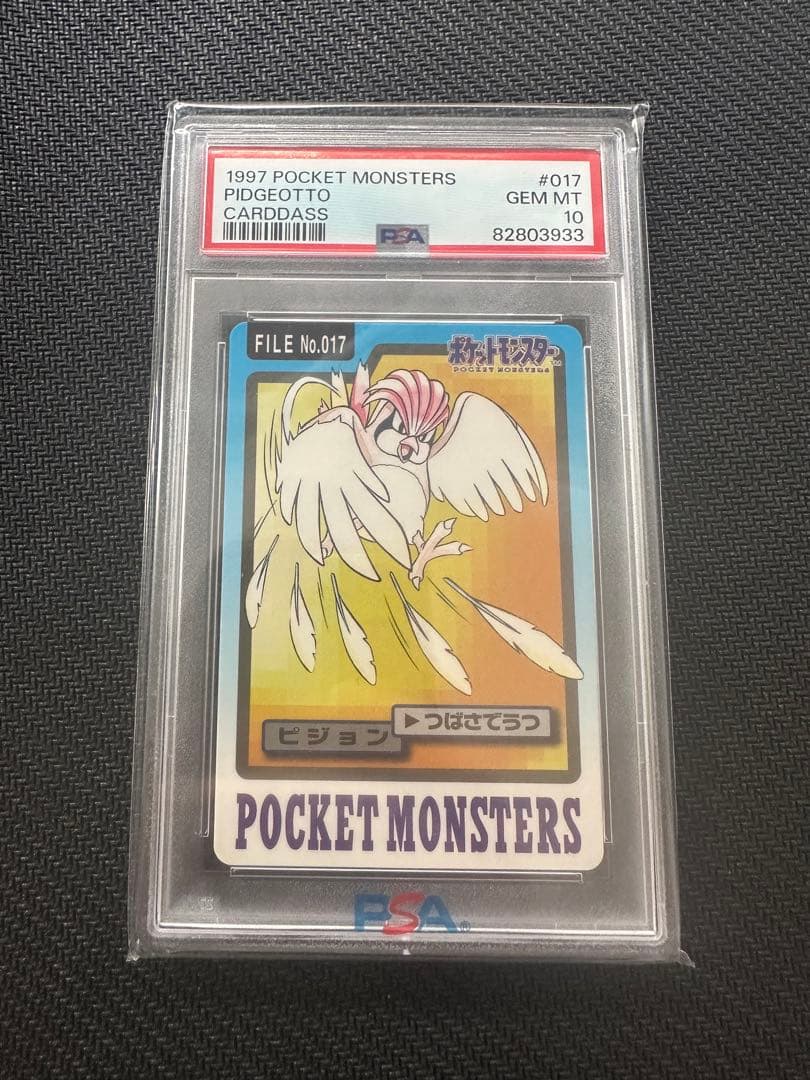 1997 POCKET MONSTERS #017
PIDGEOTTO GEM MT
CARDDASS 10
PSA 82803933
FILE No.017
ポケットモンスター
POCKET MONSTERS
TM
▶つばさでうつ
ピジョン
POCKET MONSTERS
PSA®